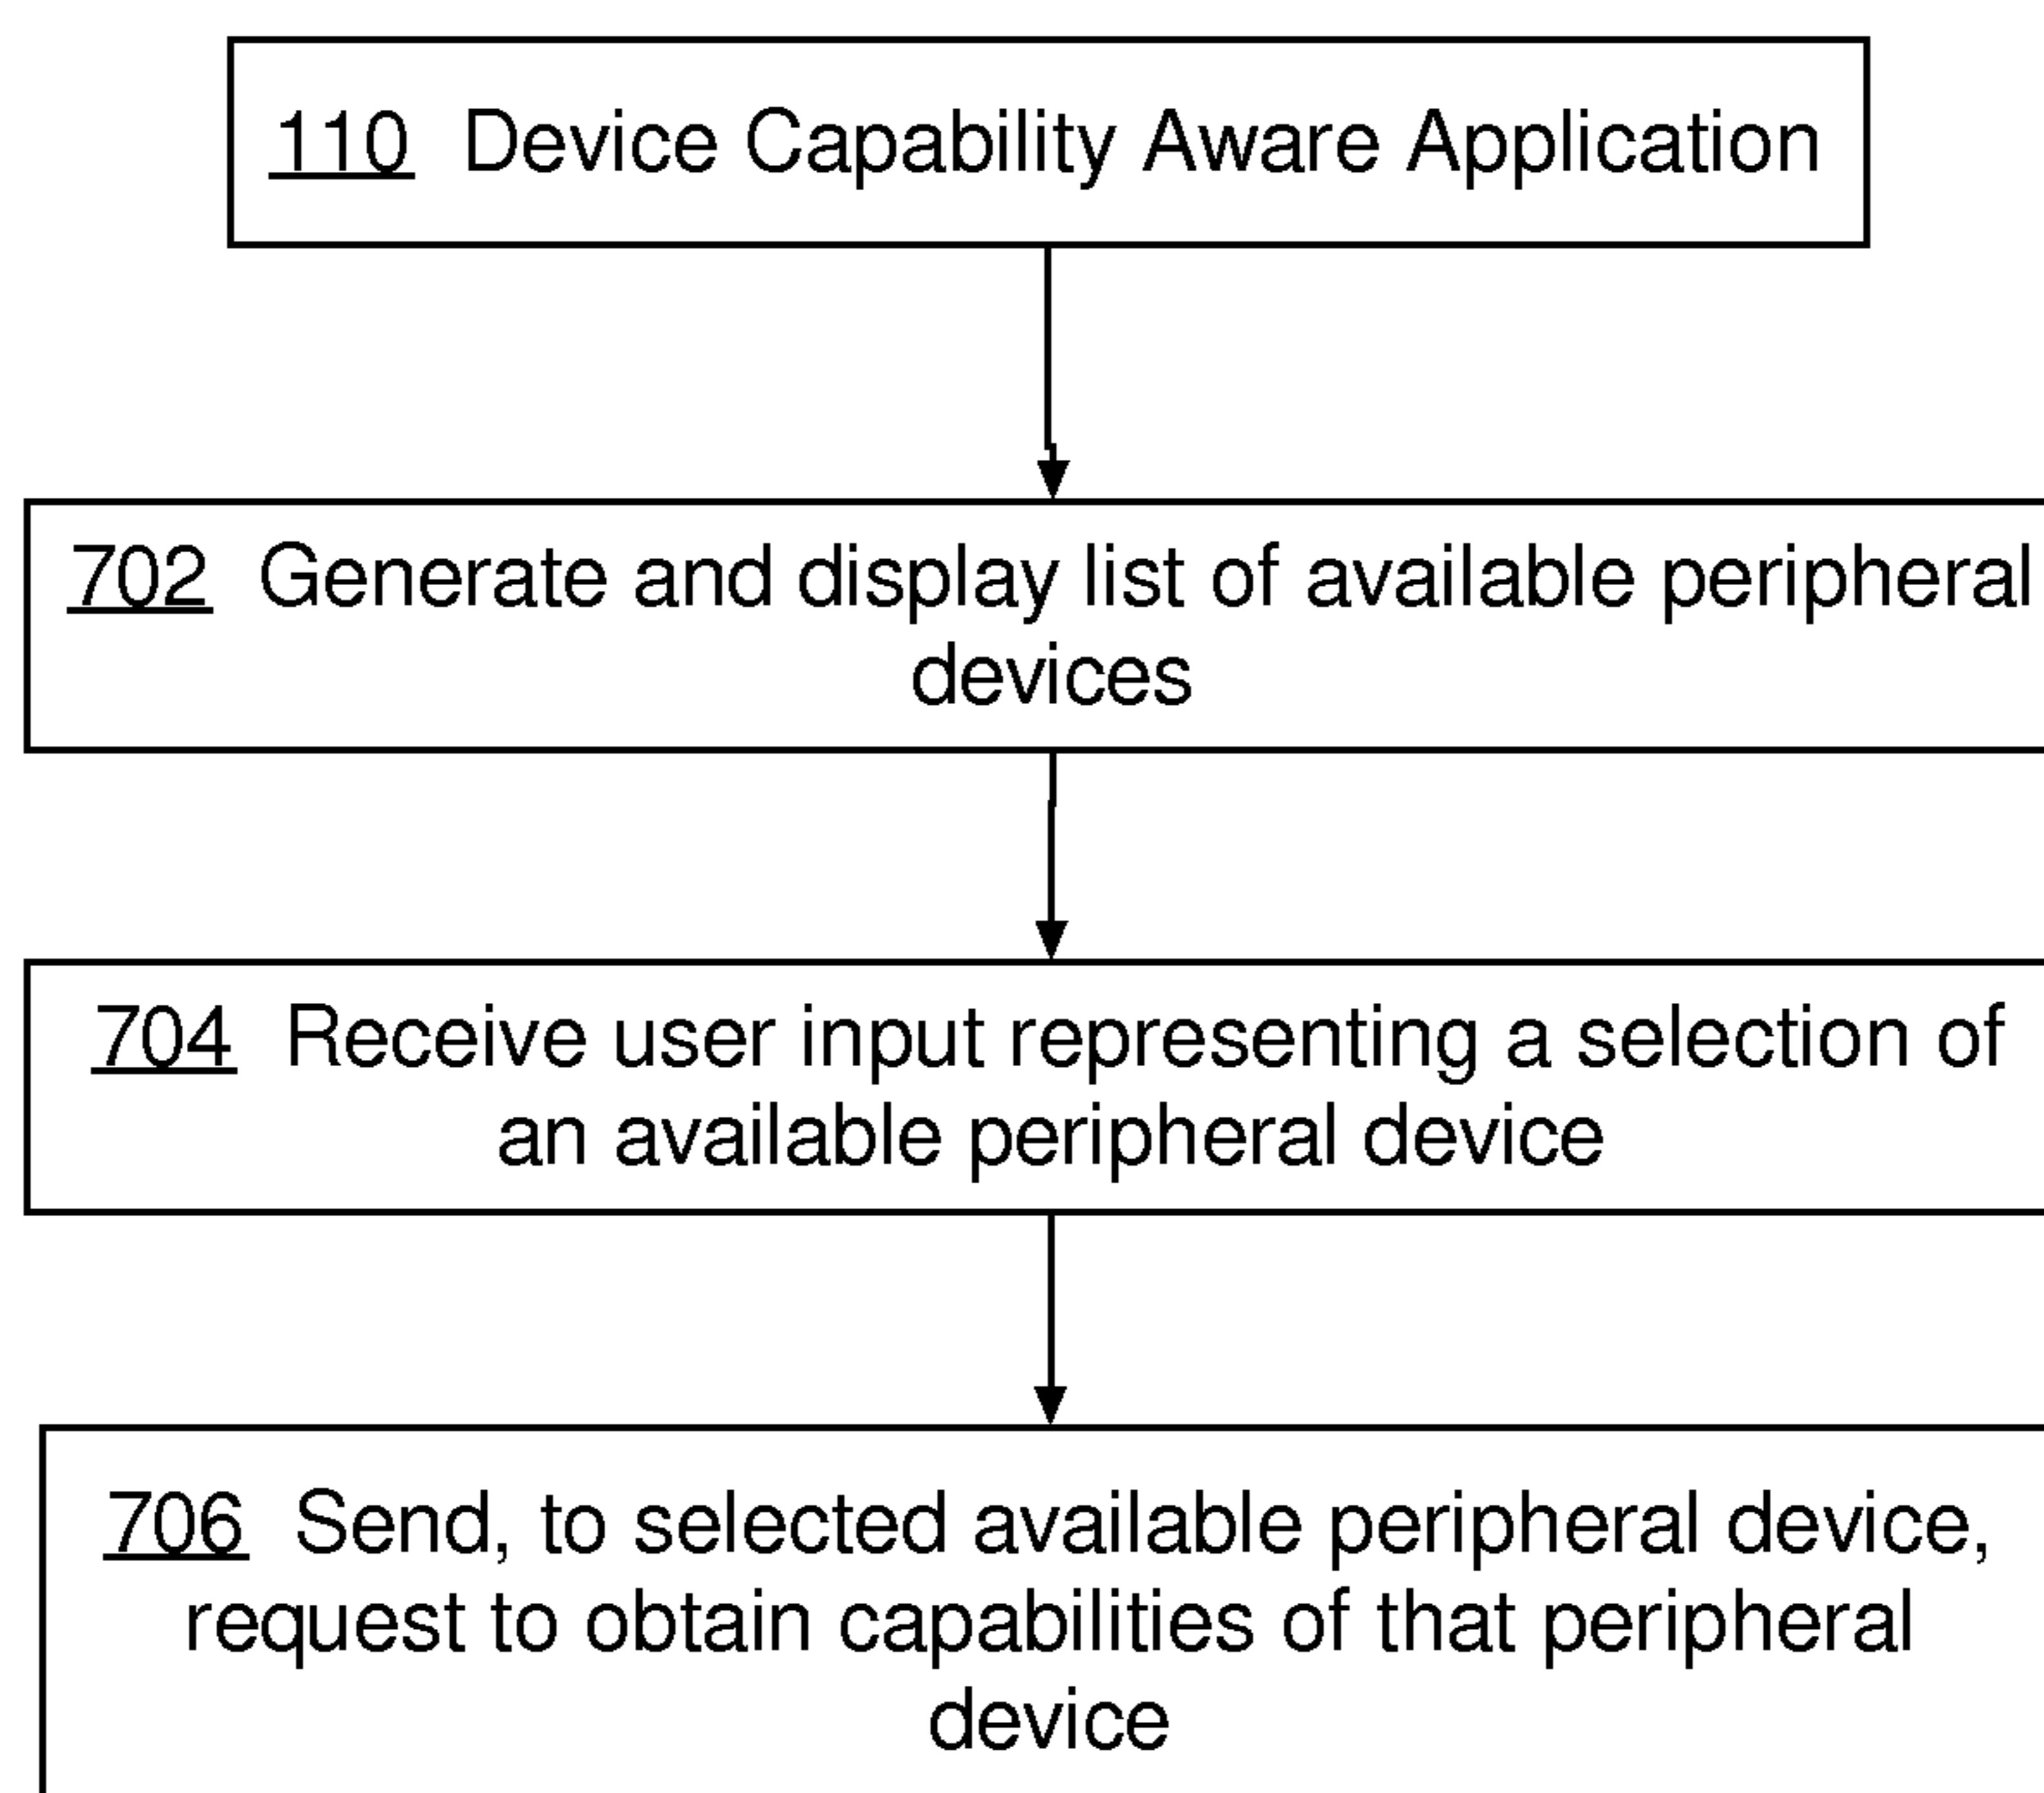 110 Device Capability Aware Application
702 Generate and display list of available peripheral
devices
704 Receive user input representing a selection of
an available peripheral device
706 Send, to selected available peripheral device,
request to obtain capabilities of that peripheral
device